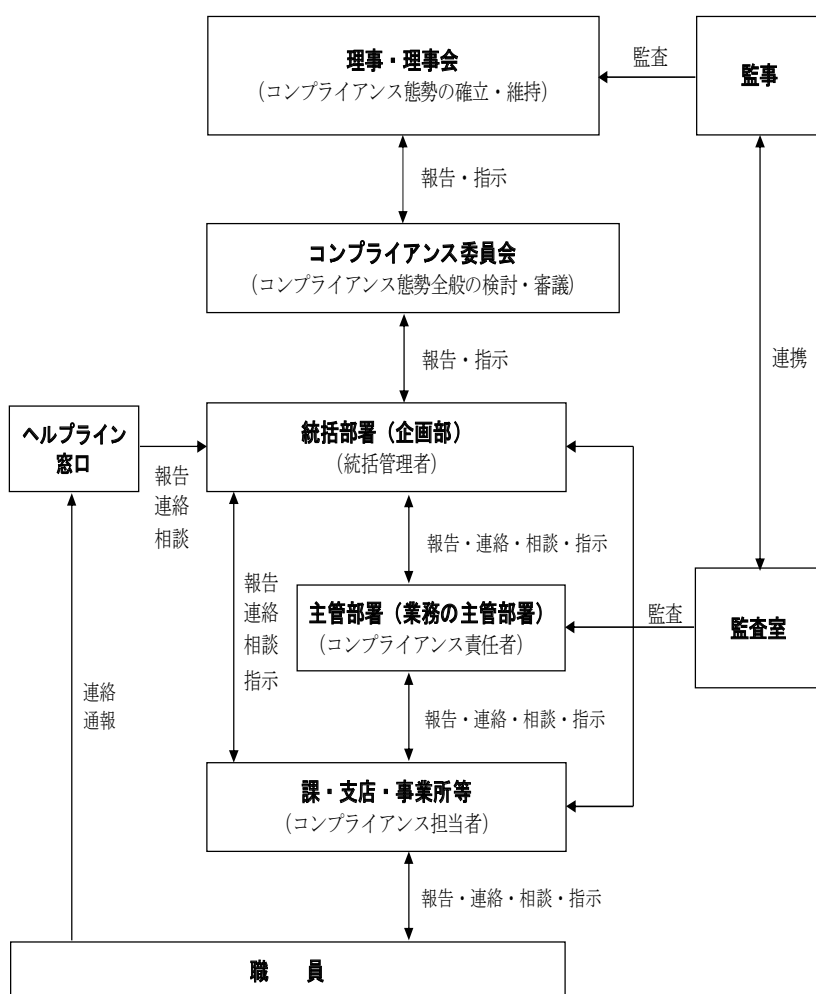 理事・理事会
（コンプライアンス態勢の確立・維持）
監査
監事
報告・指示
コンプライアンス委員会
（コンプライアンス態勢全般の検討・審議）
報告・指示
連携
ヘルプライン
窓口
報告
連絡
相談
統括部署（企画部）
（統括管理者）
報告・連絡・相談・指示
報告
連絡
相談
指示
主管部署（業務の主管部署）
（コンプライアンス責任者）
監査
監査室
連絡
通報
報告・連絡・相談・指示
課・支店・事業所等
（コンプライアンス担当者）
報告・連絡・相談・指示
職　員